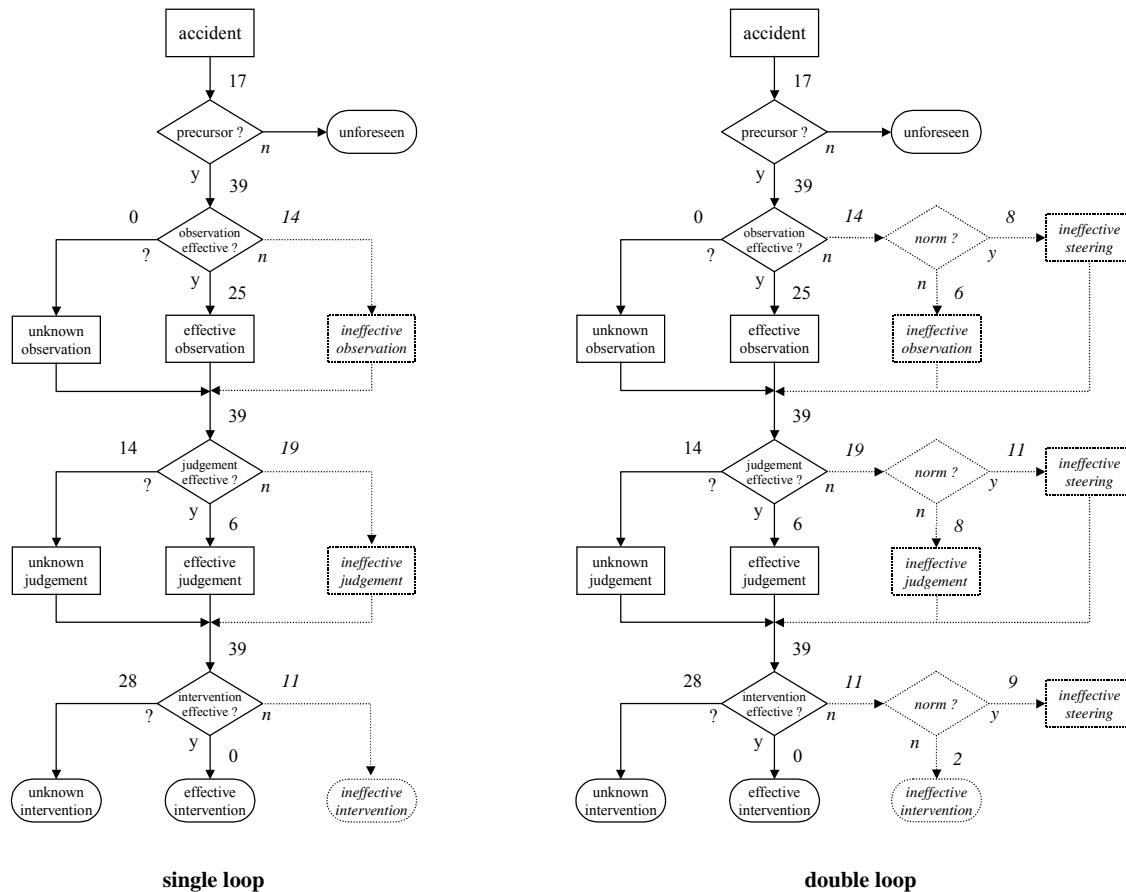 accident
17
precursor ?
n
unforeseen
y
39
0
14
observation
effective ?
?
n
y
25
unknown
observation
effective
observation
ineffective
observation
39
14
19
judgement
effective ?
?
n
y
6
unknown
judgement
effective
judgement
ineffective
judgement
39
28
11
intervention
effective ?
?
n
y
0
unknown
intervention
effective
intervention
ineffective
intervention
single loop
accident
17
precursor ?
n
unforeseen
y
39
0
14
8
observation
effective ?
norm ?
ineffective
steering
?
n
y
y
n
25
6
unknown
observation
effective
observation
ineffective
observation
39
14
19
11
judgement
effective ?
norm ?
ineffective
steering
?
n
y
y
n
6
8
unknown
judgement
effective
judgement
ineffective
judgement
39
28
11
9
intervention
effective ?
norm ?
ineffective
steering
?
n
y
y
n
0
2
unknown
intervention
effective
intervention
ineffective
intervention
double loop